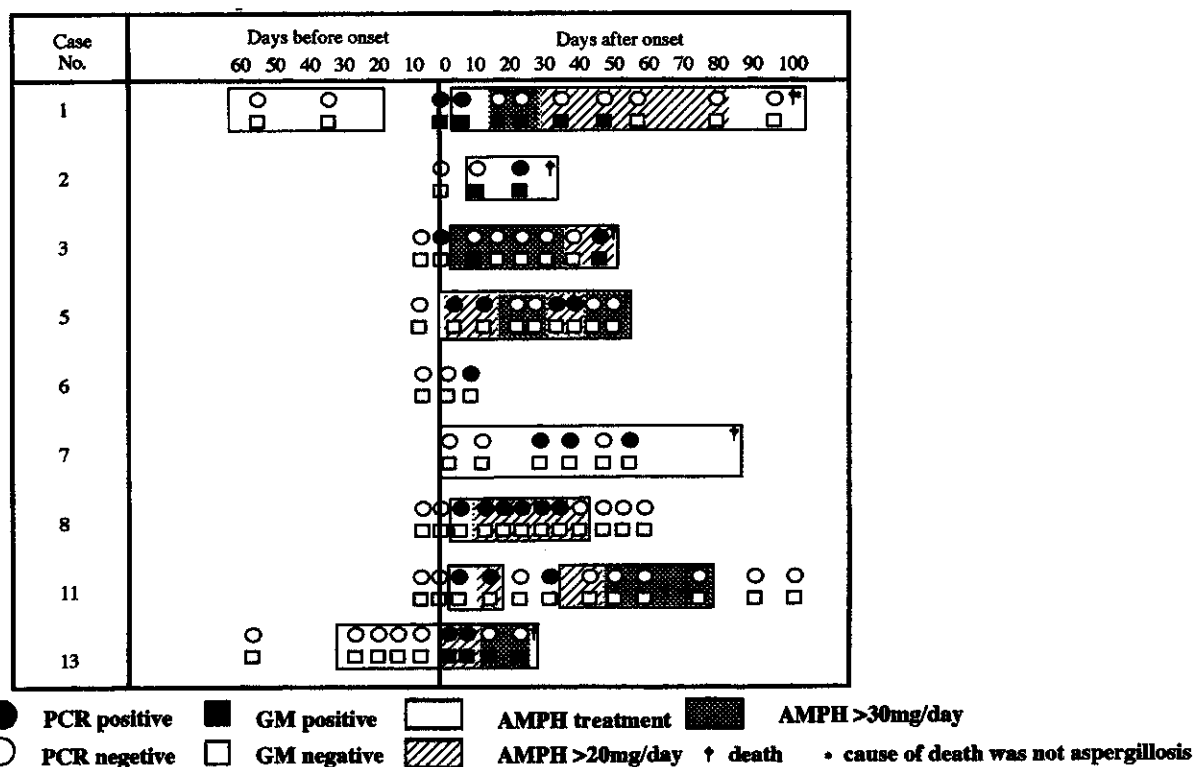 Case Days before onset Days after onset
No. 60 50 40 30 20 10 0 10 20 30 40 50 60 70 80 90 100
1
2
3
5
6
7
8
11
13
PCR positive GM positive AMPH treatment AMPH >30mg/day
PCR negetive GM negative AMPH >20mg/day † death * cause of death was not aspergillosis